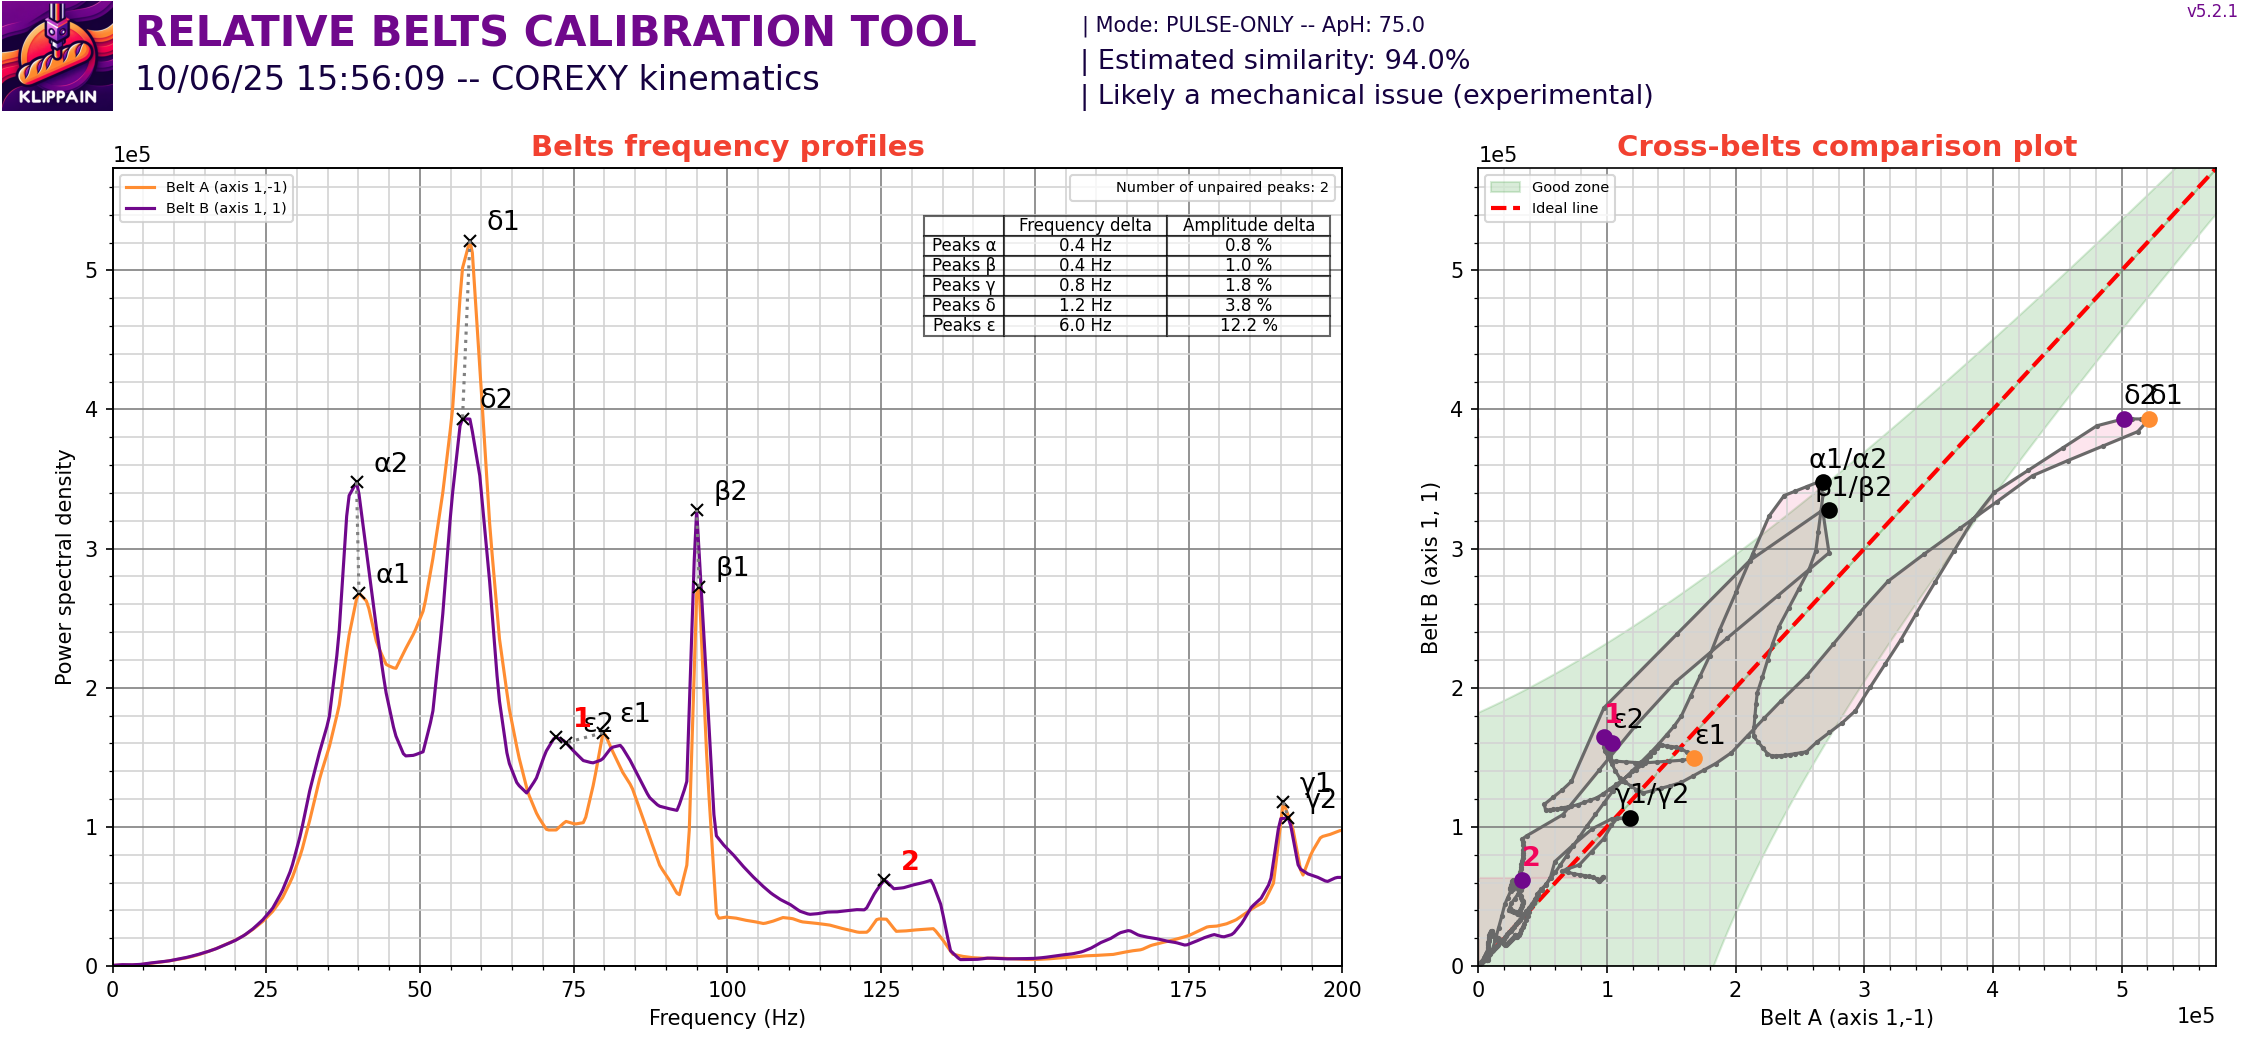 KLIPPAIN
RELATIVE BELTS CALIBRATION TOOL
10/06/25 15:56:09 -- COREXY kinematics
| Mode: PULSE-ONLY -- ApH: 75.0
| Estimated similarity: 94.0%
| Likely a mechanical issue (experimental)
v5.2.1
Belts frequency profiles
1e5
Belt A (axis 1,-1)
Belt B (axis 1, 1)
Number of unpaired peaks: 2
Frequency delta Amplitude delta
Peaks α 0.4 Hz 0.8 %
Peaks β 0.4 Hz 1.0 %
Peaks γ 0.8 Hz 1.8 %
Peaks δ 1.2 Hz 3.8 %
Peaks ε 6.0 Hz 12.2 %
δ1
δ2
α2
α1
β2
β1
1
ε2
ε1
γ1
γ2
2
5
4
3
2
1
0
Power spectral density
0 25 50 75 100 125 150 175 200
Frequency (Hz)
Cross-belts comparison plot
1e5
Good zone
Ideal line
δ2
δ1
α1/α2
β1/β2
1
ε2
ε1
γ1/γ2
2
5
4
3
2
1
0
Belt B (axis 1, 1)
0 1 2 3 4 5
1e5
Belt A (axis 1,-1)